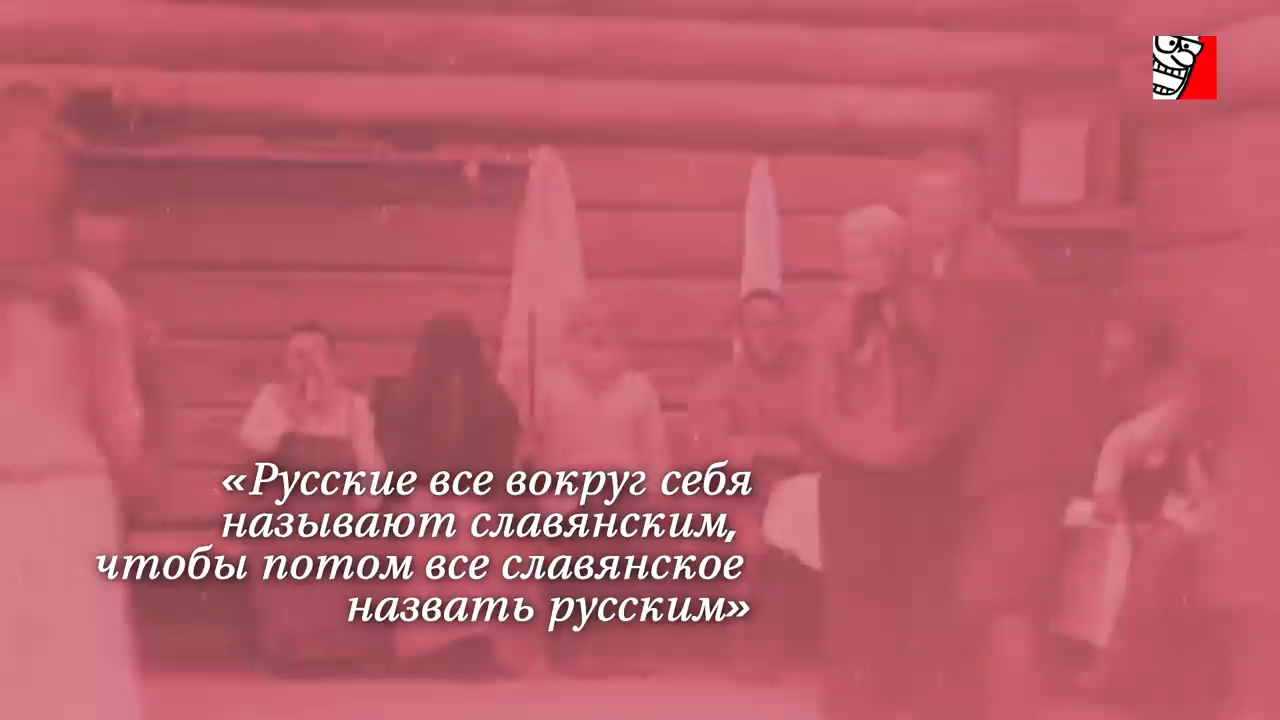 «Русские все вокруг себя
называют славянским,
чтобы потом все славянское
назвать русским»